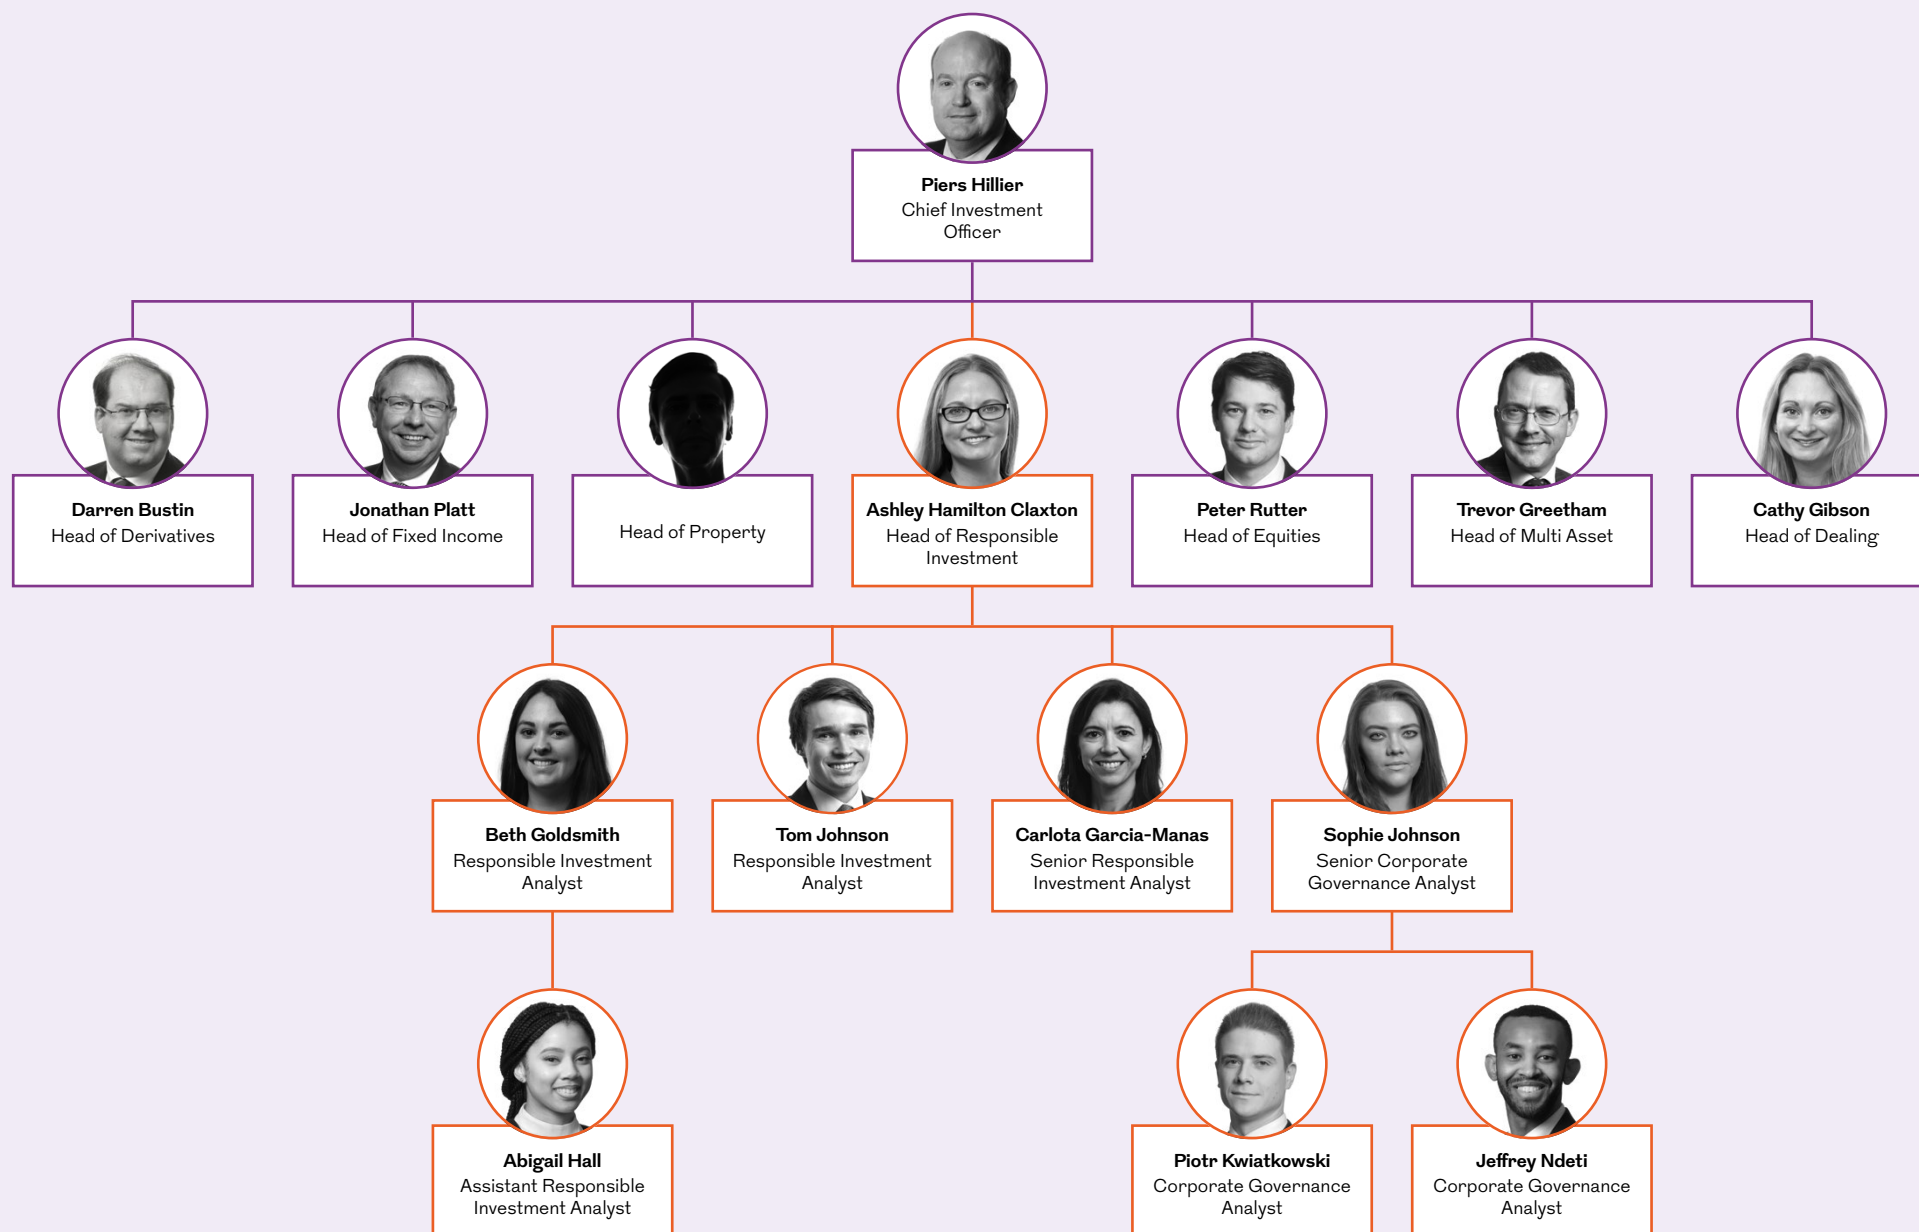 Piers Hillier
Chief Investment
Officer
Darren Bustin
Head of Derivatives
Jonathan Platt
Head of Fixed Income
Head of Property
Ashley Hamilton Claxton
Head of Responsible
Investment
Peter Rutter
Head of Equities
Trevor Greetham
Head of Multi Asset
Cathy Gibson
Head of Dealing
Beth Goldsmith
Responsible Investment
Analyst
Tom Johnson
Responsible Investment
Analyst
Carlota Garcia-Manas
Senior Responsible
Investment Analyst
Sophie Johnson
Senior Corporate
Governance Analyst
Abigail Hall
Assistant Responsible
Investment Analyst
Piotr Kwiatkowski
Corporate Governance
Analyst
Jeffrey Ndeti
Corporate Governance
Analyst